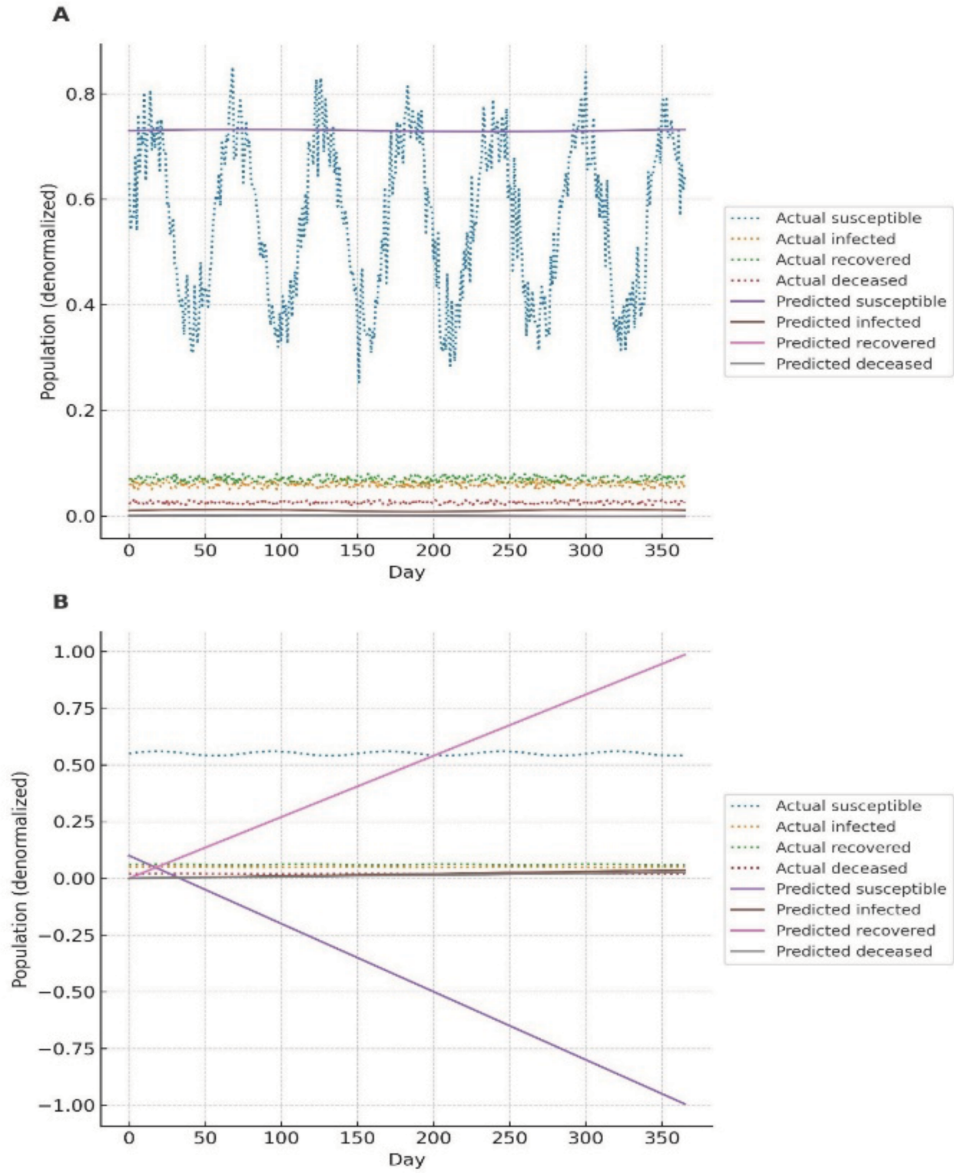 A
Population (denormalized)
0.8
0.6
0.4
0.2
0.0
0 50 100 150 200 250 300 350
Day
Actual susceptible
Actual infected
Actual recovered
Actual deceased
Predicted susceptible
Predicted infected
Predicted recovered
Predicted deceased
B
Population (denormalized)
1.00
0.75
0.50
0.25
0.00
−0.25
−0.50
−0.75
−1.00
0 50 100 150 200 250 300 350
Day
Actual susceptible
Actual infected
Actual recovered
Actual deceased
Predicted susceptible
Predicted infected
Predicted recovered
Predicted deceased